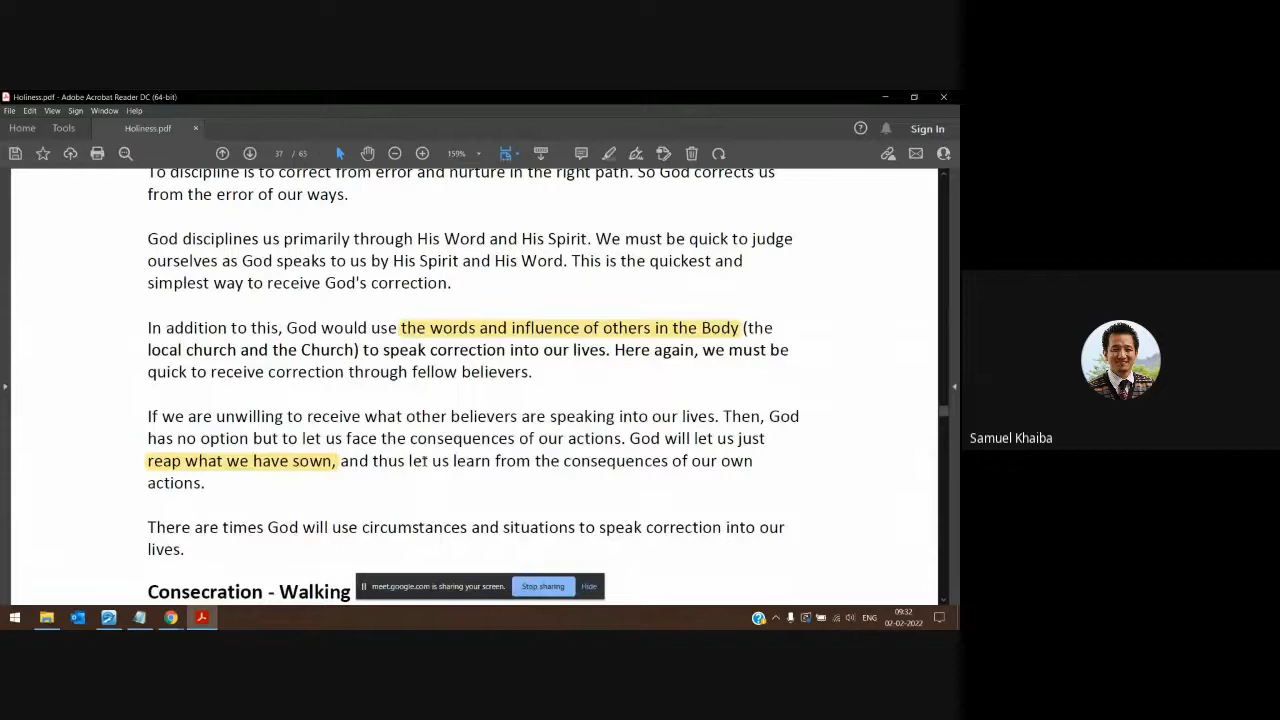 Holiness.pdf - Adobe Acrobat Reader DC (64-bit)
File Edit View Sign Window Help
Home Tools Holiness.pdf × Sign In
37 / 65 159%
To discipline is to correct from error and nurture in the right path. So God corrects us
from the error of our ways.
God disciplines us primarily through His Word and His Spirit. We must be quick to judge
ourselves as God speaks to us by His Spirit and His Word. This is the quickest and
simplest way to receive God's correction.
In addition to this, God would use the words and influence of others in the Body (the
local church and the Church) to speak correction into our lives. Here again, we must be
quick to receive correction through fellow believers.
If we are unwilling to receive what other believers are speaking into our lives. Then, God
has no option but to let us face the consequences of our actions. God will let us just
reap what we have sown, and thus let us learn from the consequences of our own
actions.
There are times God will use circumstances and situations to speak correction into our
lives.
Consecration - Walking
meet.google.com is sharing your screen. Stop sharing Hide
ENG 09:32
02-02-2022
Samuel Khaiba